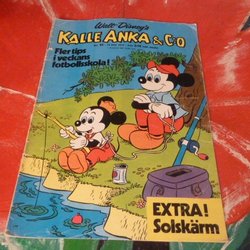 Walt Disney's
KALLE ANKA & C:O
Fler tips
i veckans
fotbollsskola!
EXTRA!
Solskärm